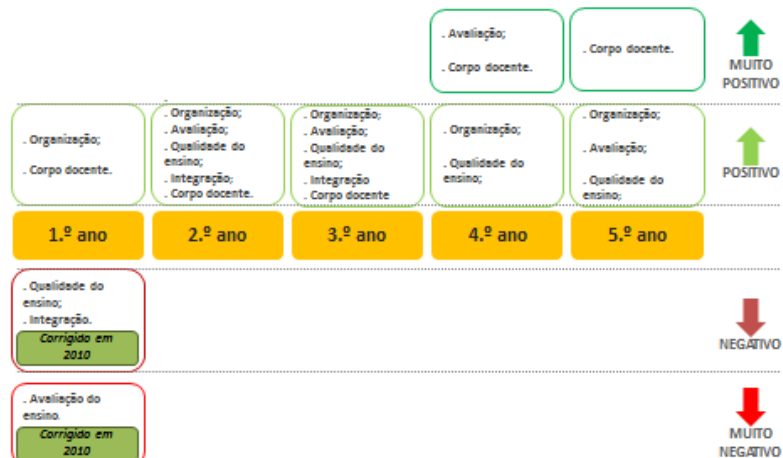 . Avaliação;
. Corpo docente.
. Corpo docente.
MUITO
POSITIVO
. Organização;
. Corpo docente.
. Organização;
. Avaliação;
. Qualidade do
ensino;
. Integração;
. Corpo docente.
. Organização;
. Avaliação;
. Qualidade do
ensino;
. Integração
. Corpo docente
. Organização;
. Qualidade do
ensino;
. Organização;
. Avaliação;
. Qualidade do
ensino;
POSITIVO
1.º ano
2.º ano
3.º ano
4.º ano
5.º ano
. Qualidade do
ensino;
. Integração.
Corrigido em
2010
NEGATIVO
. Avaliação do
ensino.
Corrigido em
2010
MUITO
NEGATIVO